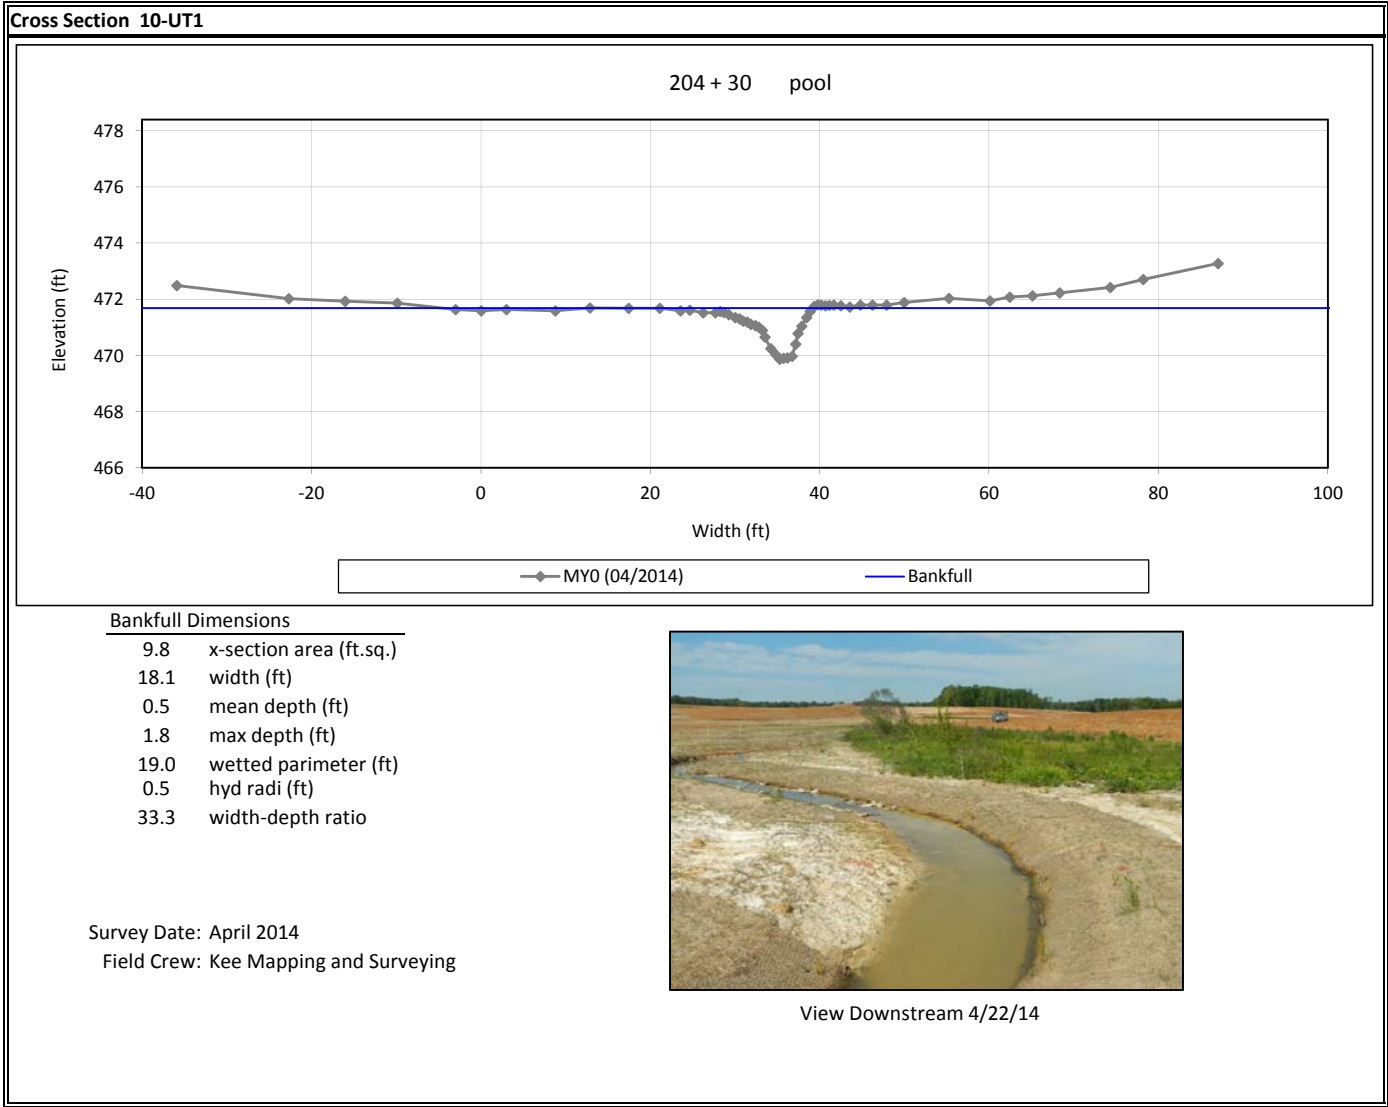 Cross Section 10-UT1
204 + 30 pool
478
476
474
472
470
468
466
Elevation (ft)
-40 -20 0 20 40 60 80 100
Width (ft)
MY0 (04/2014) Bankfull
Bankfull Dimensions
9.8 x-section area (ft.sq.)
18.1 width (ft)
0.5 mean depth (ft)
1.8 max depth (ft)
19.0 wetted parimeter (ft)
0.5 hyd radi (ft)
33.3 width-depth ratio
Survey Date: April 2014
Field Crew: Kee Mapping and Surveying
View Downstream 4/22/14